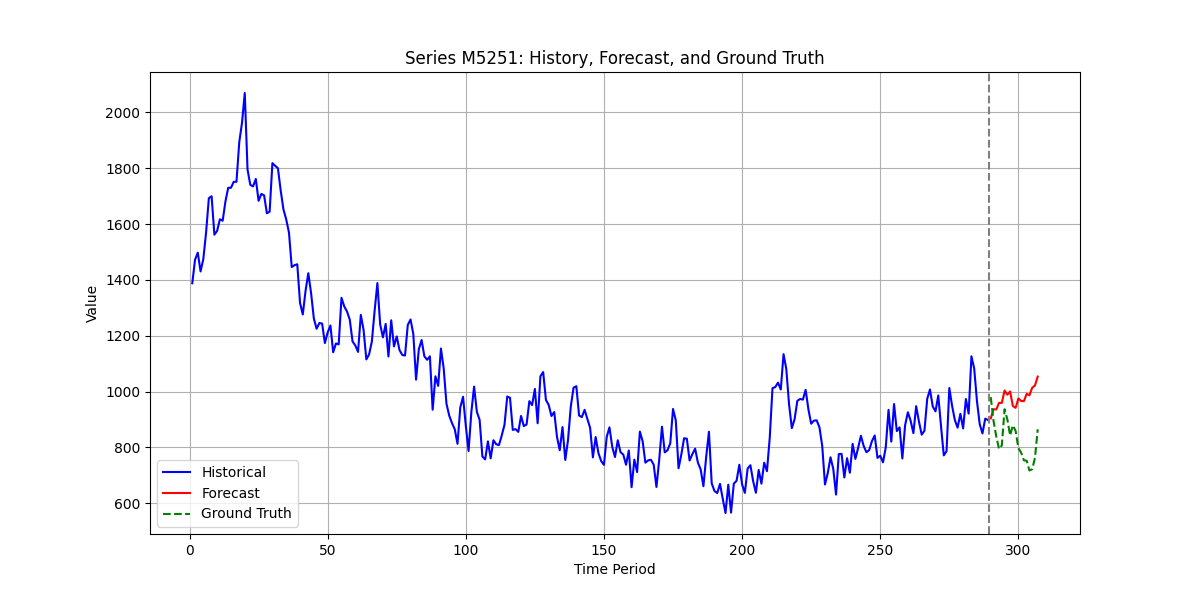 Series M5251: History, Forecast, and Ground Truth
Value
2000
1800
1600
1400
1200
1000
800
600
Historical
Forecast
Ground Truth
0 50 100 150 200 250 300
Time Period